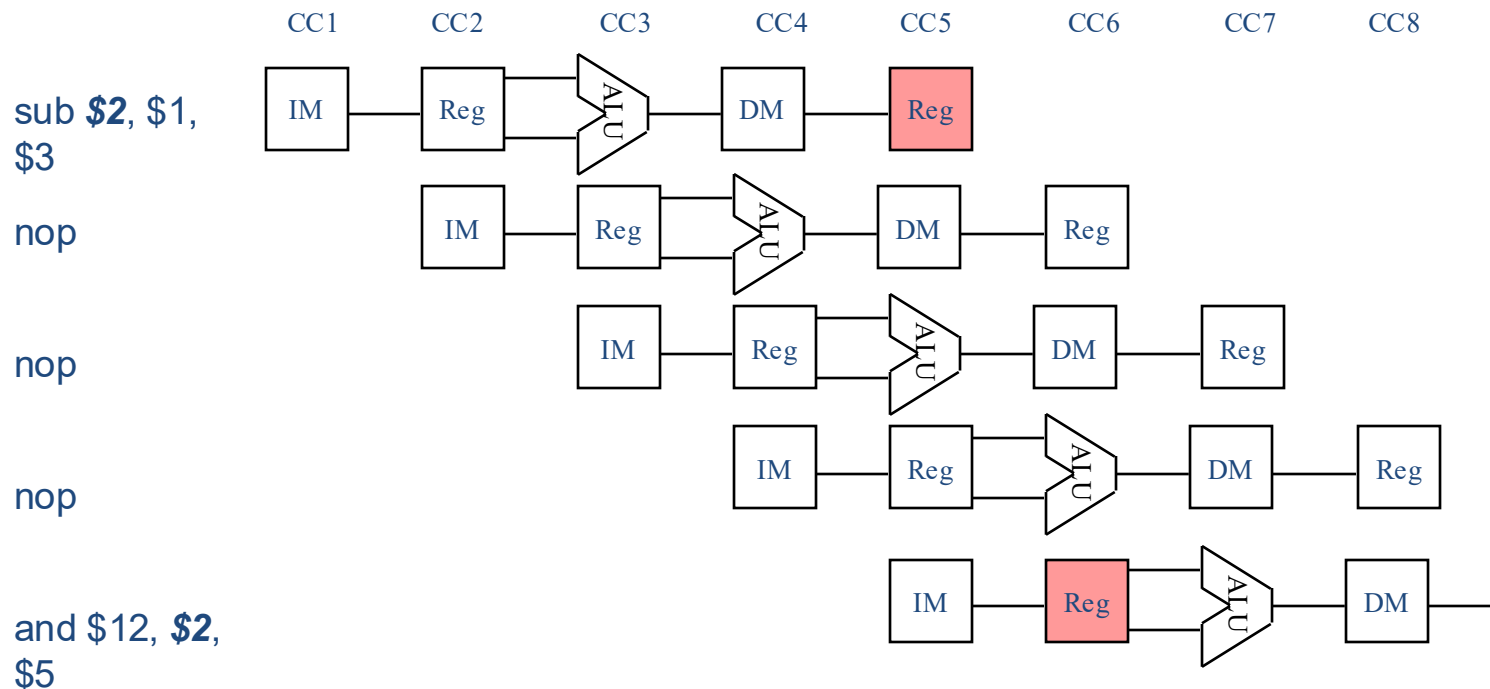 CC1 CC2 CC3 CC4 CC5 CC6 CC7 CC8
sub $2, $1,
$3
IM Reg ALU DM Reg
nop
IM Reg ALU DM Reg
nop
IM Reg ALU DM Reg
nop
IM Reg ALU DM Reg
and $12, $2,
$5
IM Reg ALU DM